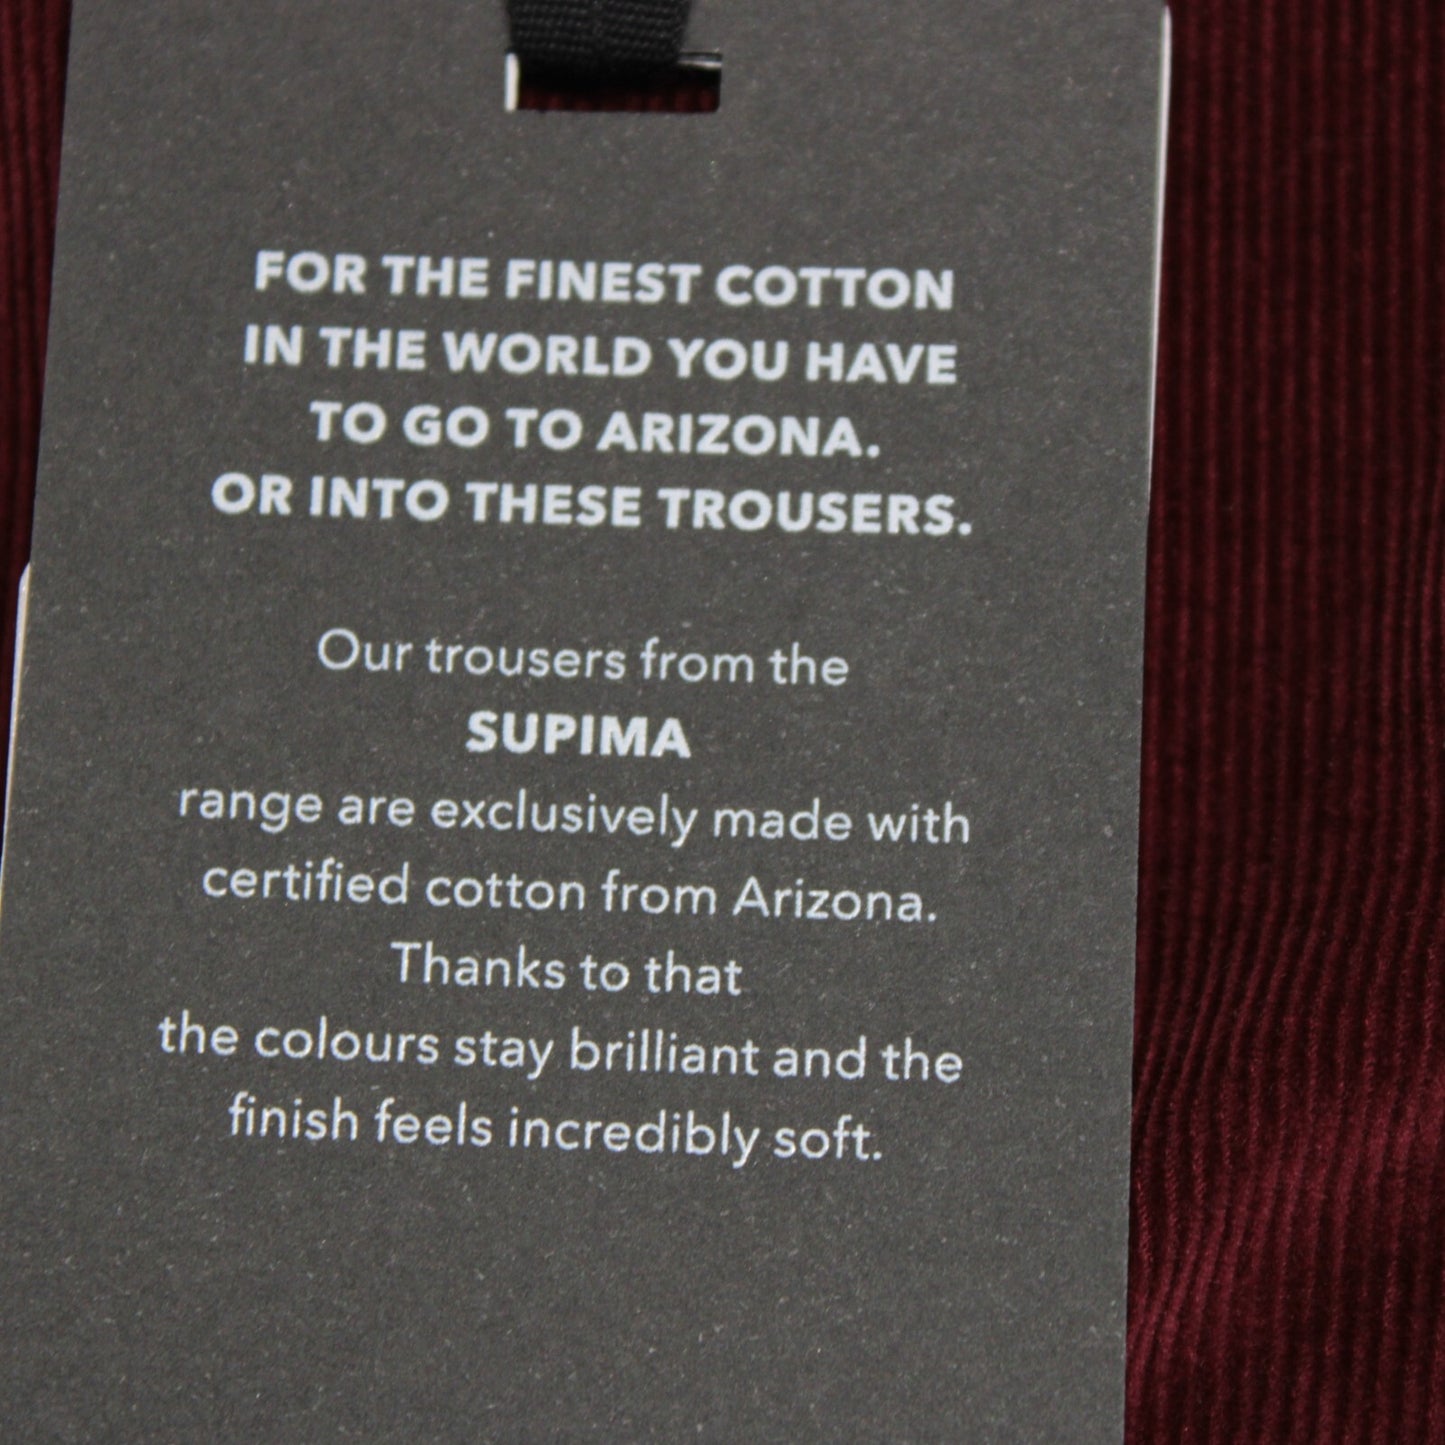 FOR THE FINEST COTTON
IN THE WORLD YOU HAVE
TO GO TO ARIZONA.
OR INTO THESE TROUSERS.
Our trousers from the
SUPIMA
range are exclusively made with
certified cotton from Arizona.
Thanks to that
the colours stay brilliant and the
finish feels incredibly soft.